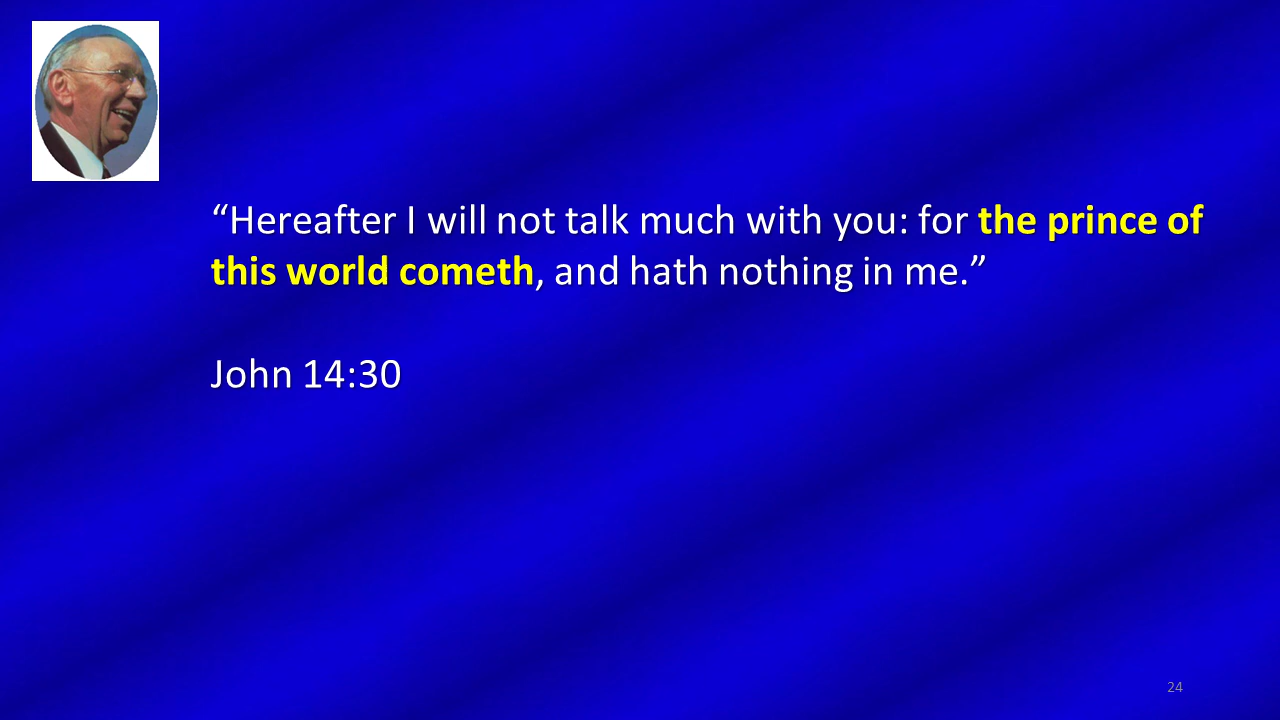 “Hereafter I will not talk much with you: for the prince of
this world cometh, and hath nothing in me.”
John 14:30
24